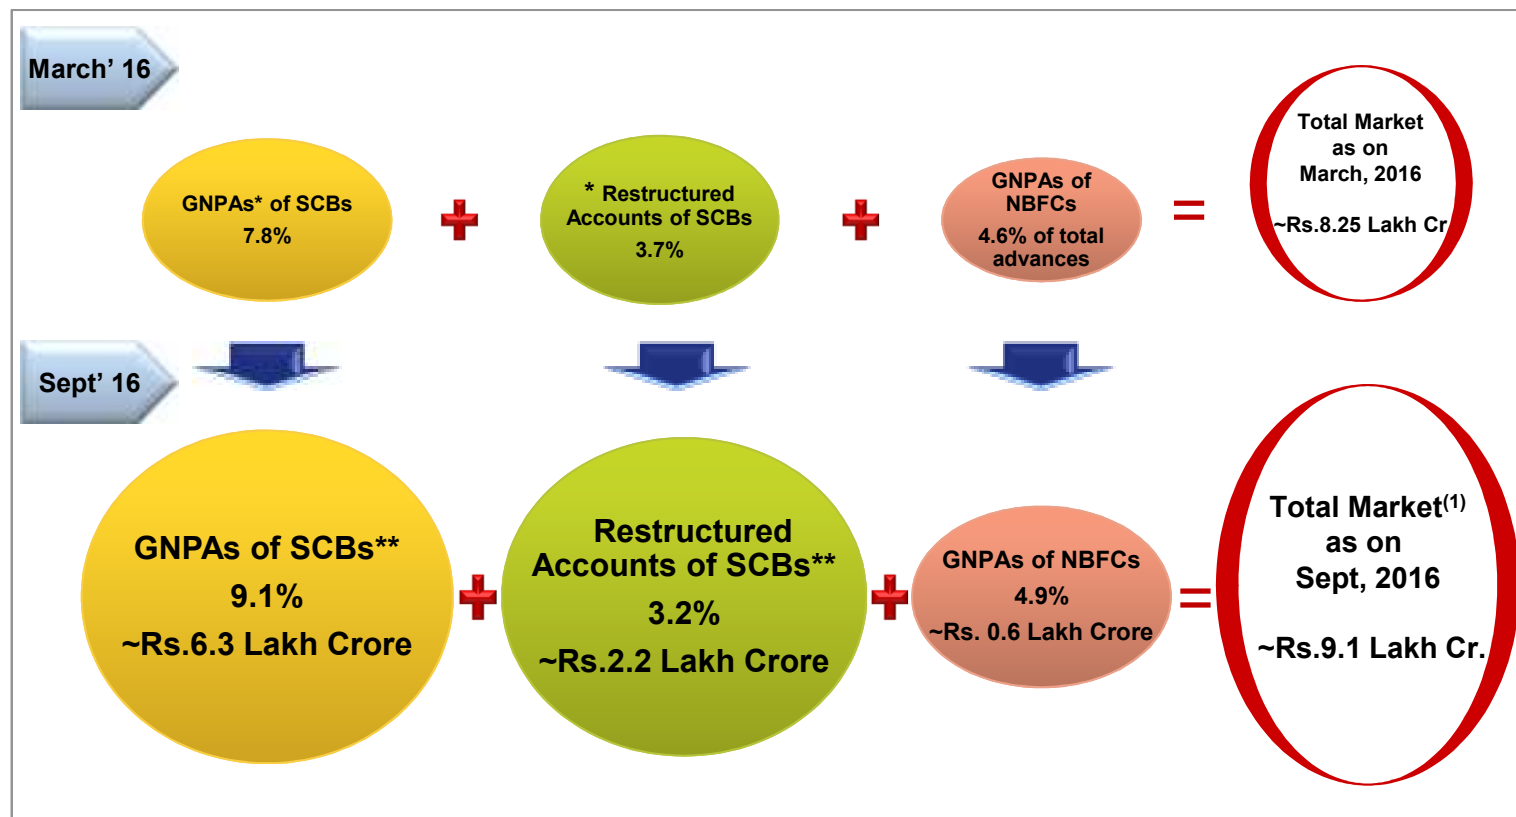 March’ 16
GNPAs* of SCBs
7.8%
+
* Restructured
Accounts of SCBs
3.7%
+
GNPAs of
NBFCs
4.6% of total
advances
=
Total Market
as on
March, 2016
~Rs.8.25 Lakh Cr
Sept’ 16
GNPAs of SCBs**
9.1%
~Rs.6.3 Lakh Crore
+
Restructured
Accounts of SCBs**
3.2%
~Rs.2.2 Lakh Crore
+
GNPAs of NBFCs
4.9%
~Rs. 0.6 Lakh Crore
=
Total Market(1)
as on
Sept, 2016
~Rs.9.1 Lakh Cr.